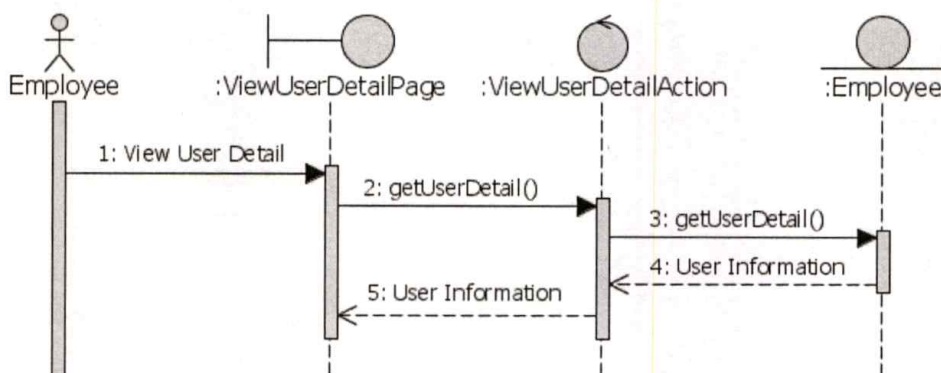 Employee
:ViewUserDetailPage
:ViewUserDetailAction
:Employee
1: View User Detail
2: getUserDetail()
3: getUserDetail()
4: User Information
5: User Information